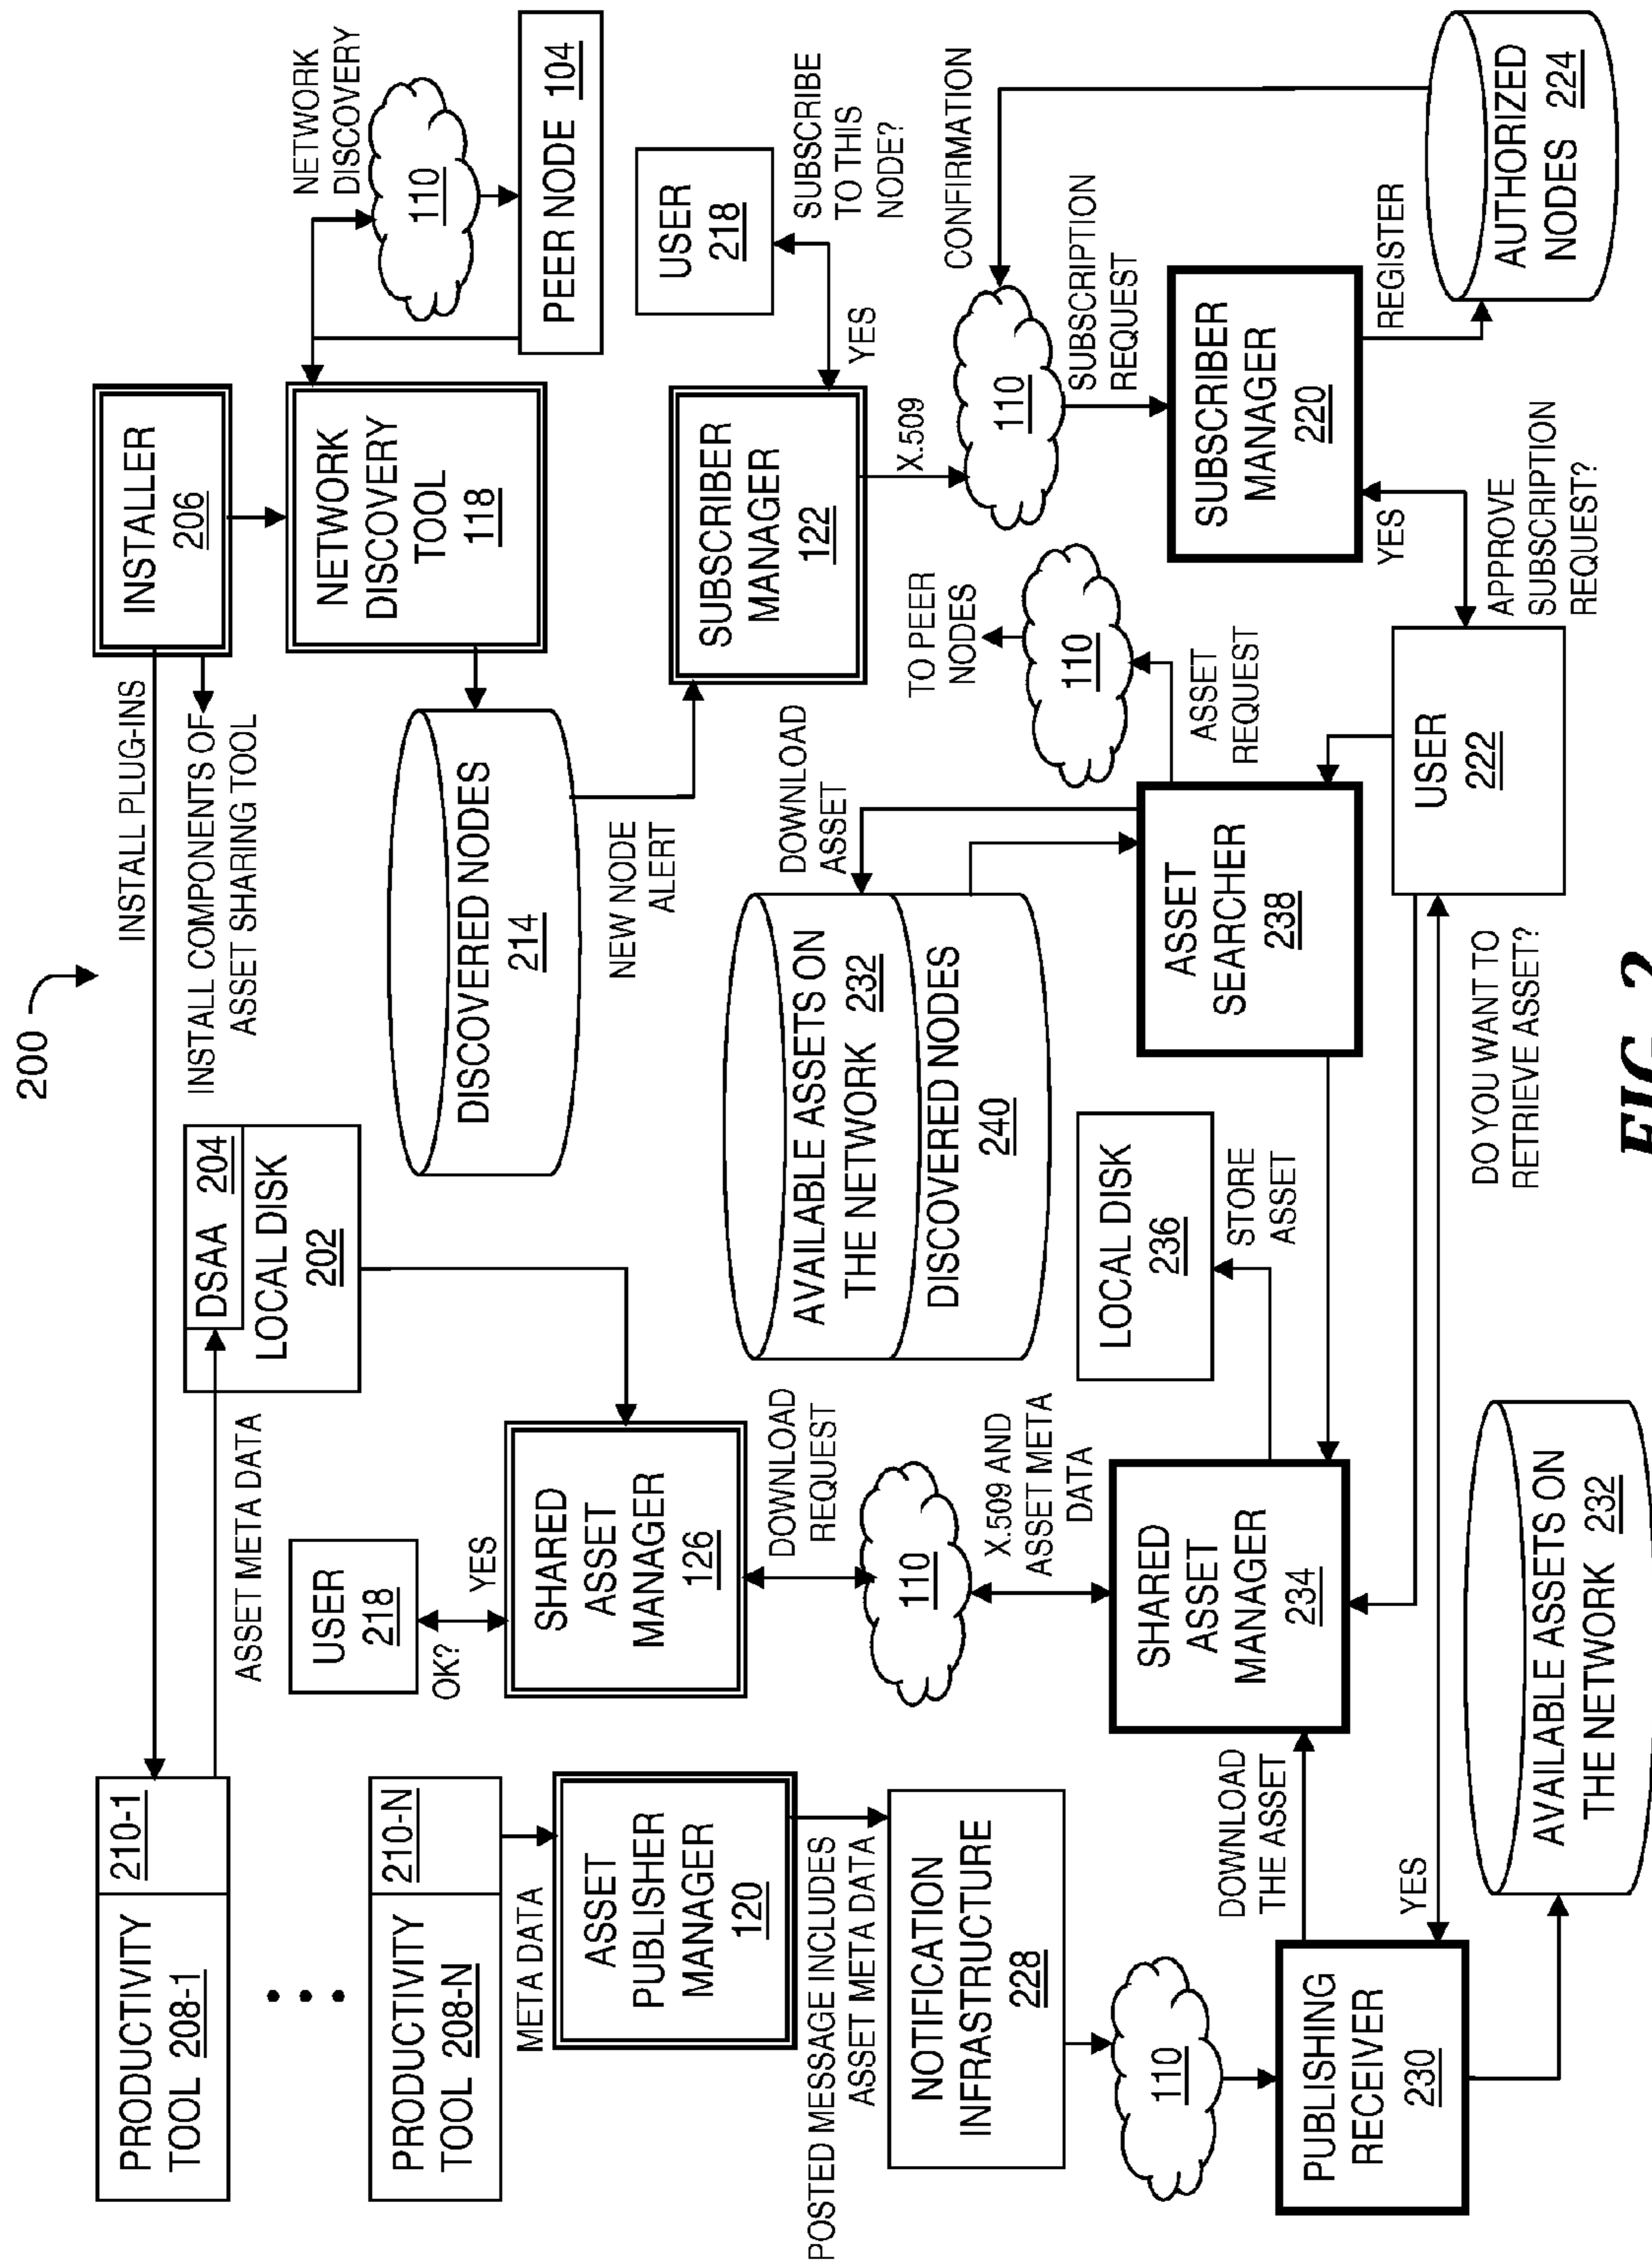 200
PRODUCTIVITY
TOOL 208-1
210-1
INSTALL PLUG-INS
INSTALLER
206
INSTALL COMPONENTS OF
ASSET SHARING TOOL
ASSET META DATA
DSAA 204
LOCAL DISK
202
PRODUCTIVITY
TOOL 208-N
210-N
META DATA
ASSET
PUBLISHER
MANAGER
120
POSTED MESSAGE INCLUDES
ASSET META DATA
NOTIFICATION
INFRASTRUCTURE
228
110
PUBLISHING
RECEIVER
230
USER
218
OK?
YES
SHARED
ASSET
MANAGER
126
DOWNLOAD
REQUEST
110
X.509 AND
ASSET META
DATA
SHARED
ASSET
MANAGER
234
DOWNLOAD
THE ASSET
YES
AVAILABLE ASSETS ON
THE NETWORK 232
DISCOVERED NODES
214
NEW NODE
ALERT
NETWORK
DISCOVERY
TOOL
118
NETWORK
DISCOVERY
110
PEER NODE 104
AVAILABLE ASSETS ON
THE NETWORK 232
DISCOVERED NODES
240
DOWNLOAD
ASSET
LOCAL DISK
236
STORE
ASSET
ASSET
SEARCHER
238
SUBSCRIBER
MANAGER
122
YES
USER
218
SUBSCRIBE
TO THIS
NODE?
X.509
110
CONFIRMATION
SUBSCRIPTION
REQUEST
TO PEER
NODES
110
ASSET
REQUEST
SUBSCRIBER
MANAGER
220
REGISTER
AUTHORIZED
NODES 224
YES
APPROVE
SUBSCRIPTION
REQUEST?
USER
222
DO YOU WANT TO
RETRIEVE ASSET?
FIG. 2